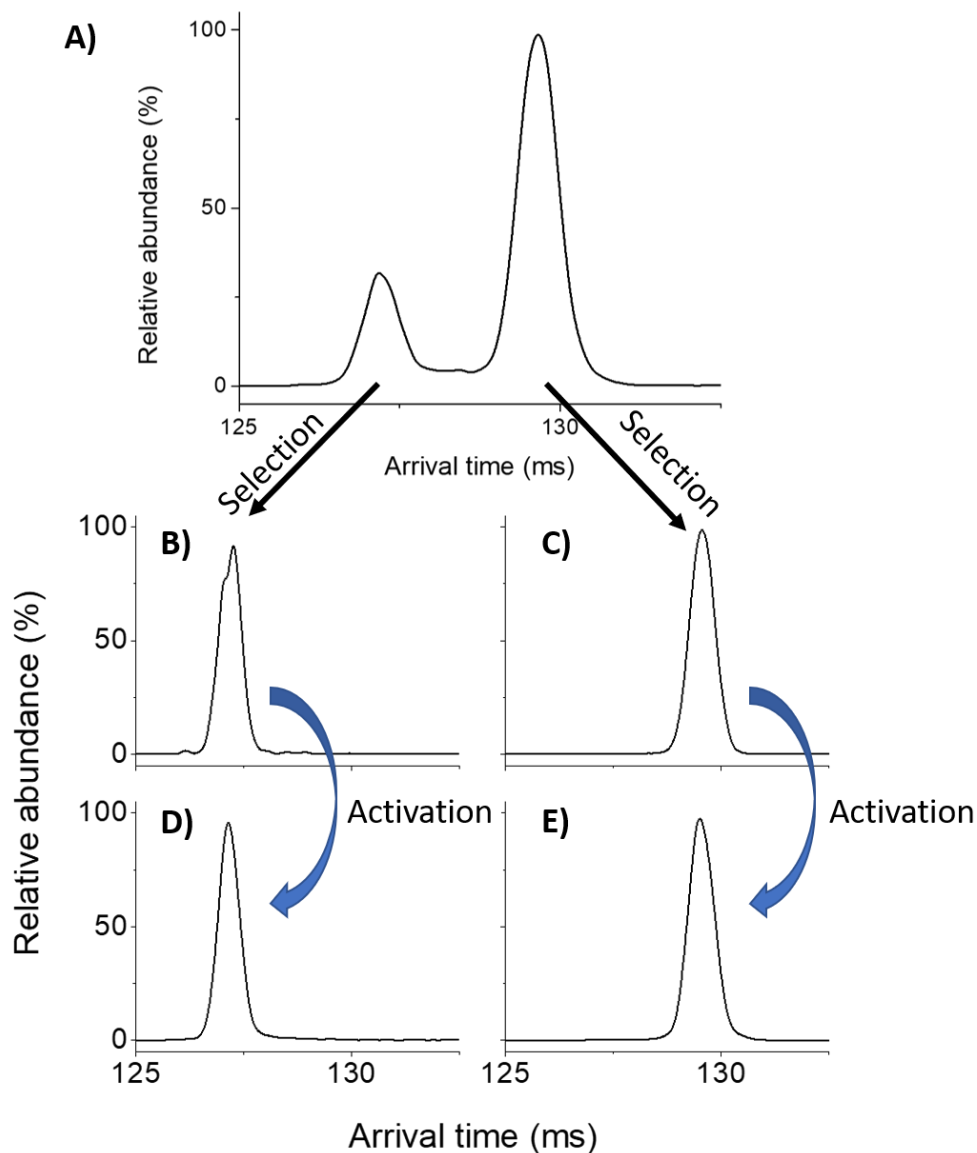 A)
Relative abundance (%)
100
50
0
125
130
Arrival time (ms)
Selection
Selection
B)
C)
100
50
0
Activation
Activation
D)
E)
100
50
0
125
130
125
130
Relative abundance (%)
Arrival time (ms)